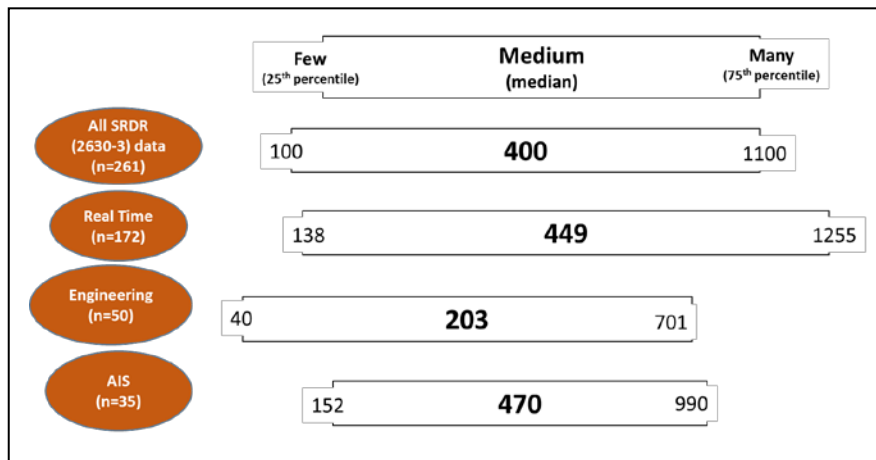 Few
(25th percentile)
Medium
(median)
Many
(75th percentile)
All SRDR
(2630-3) data
(n=261)
100
400
1100
Real Time
(n=172)
138
449
1255
Engineering
(n=50)
40
203
701
AIS
(n=35)
152
470
990